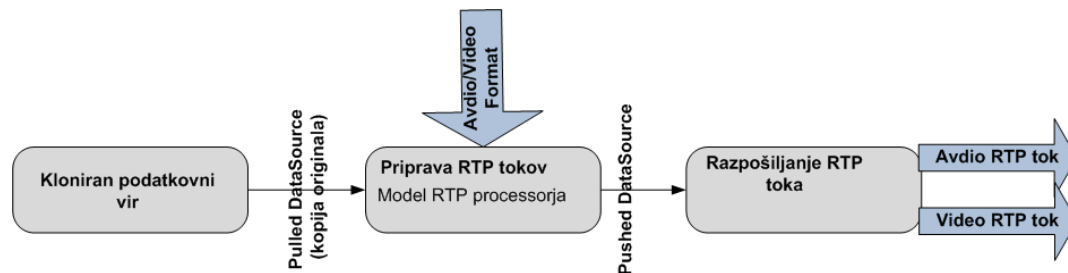 Kloniran podatkovni
vir
Pulled DataSource
(kopija originala)
Avdio/Video
Format
Priprava RTP tokov
Model RTP processorja
Pushed DataSource
Razpošiljanje RTP
toka
Avdio RTP tok
Video RTP tok